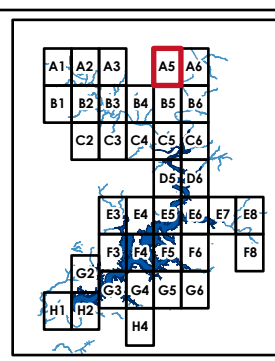 A1 A2 A3 A5 A6
B1 B2 B3 B4 B5 B6
C2 C3 C4 C5 C6
D5 D6
E3 E4 E5 E6 E7 E8
F3 F4 F5 F6 F8
G2 G3 G4 G5 G6
H1 H2 H4